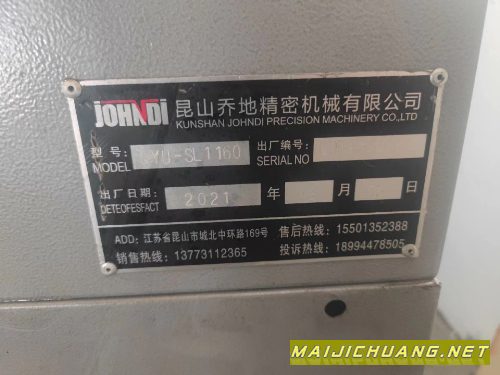 JOHNDI 昆山乔地精密机械有限公司
KUNSHAN JOHNDI PRECISION MACHINERY CO,LTD
型号: YD-SL1160 出厂编号:
MODEL SERIAL NO
出厂日期: 2021 年 月 日
DETEOFESFACT
ADD: 江苏省昆山市城北中环路169号 售后热线: 15501352388
销售热线: 13773112365 投诉热线: 18994478505
MAIJICHUANG.NET